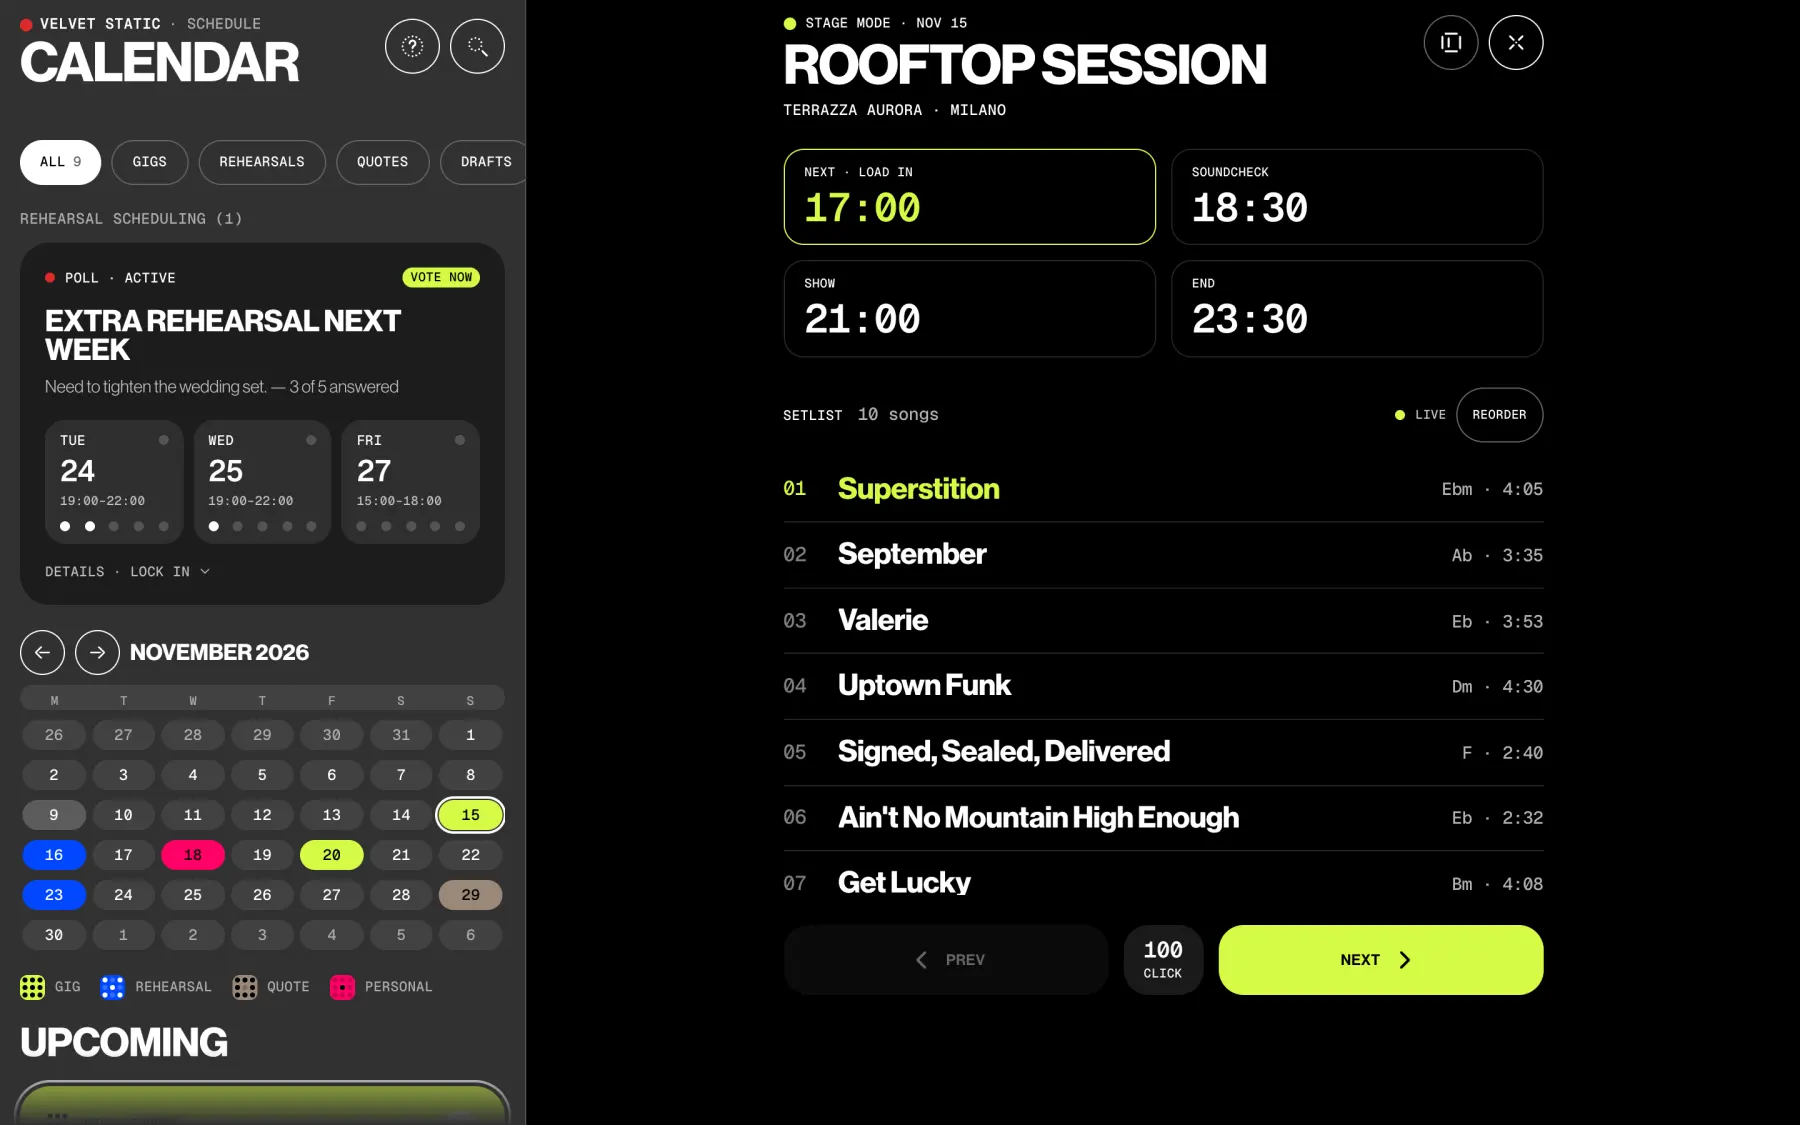 VELVET STATIC · SCHEDULE
CALENDAR
?
ALL 9
GIGS
REHEARSALS
QUOTES
DRAFTS
REHEARSAL SCHEDULING (1)
POLL · ACTIVE
VOTE NOW
EXTRA REHEARSAL NEXT
WEEK
Need to tighten the wedding set. — 3 of 5 answered
TUE
24
19:00–22:00
WED
25
19:00–22:00
FRI
27
15:00–18:00
DETAILS · LOCK IN
NOVEMBER 2026
M T W T F S S
26 27 28 29 30 31 1
2 3 4 5 6 7 8
9 10 11 12 13 14 15
16 17 18 19 20 21 22
23 24 25 26 27 28 29
30 1 2 3 4 5 6
GIG REHEARSAL QUOTE PERSONAL
UPCOMING
STAGE MODE · NOV 15
ROOFTOP SESSION
TERRAZZA AURORA · MILANO
NEXT · LOAD IN
17:00
SOUNDCHECK
18:30
SHOW
21:00
END
23:30
SETLIST 10 songs
LIVE
REORDER
01 Superstition Ebm · 4:05
02 September Ab · 3:35
03 Valerie Eb · 3:53
04 Uptown Funk Dm · 4:30
05 Signed, Sealed, Delivered F · 2:40
06 Ain't No Mountain High Enough Eb · 2:32
07 Get Lucky Bm · 4:08
PREV
100
CLICK
NEXT